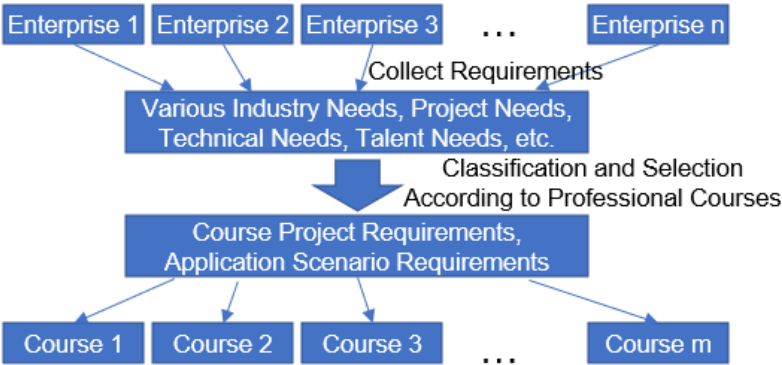 Enterprise 1 Enterprise 2 Enterprise 3 ... Enterprise n
Collect Requirements
Various Industry Needs, Project Needs,
Technical Needs, Talent Needs, etc.
Classification and Selection
According to Professional Courses
Course Project Requirements,
Application Scenario Requirements
Course 1 Course 2 Course 3 ... Course m